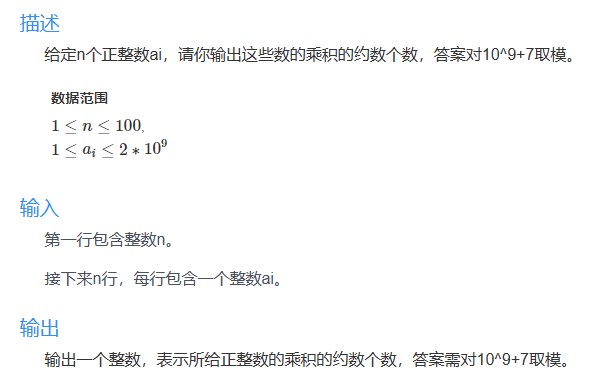 描述
给定n个正整数ai，请你输出这些数的乘积的约数个数，答案对10^9+7取模。
数据范围
1 ≤ n ≤ 100,
1 ≤ aᵢ ≤ 2 * 10⁹
输入
第一行包含整数n。
接下来n行，每行包含一个整数ai。
输出
输出一个整数，表示所给正整数的乘积的约数个数，答案需对10^9+7取模。